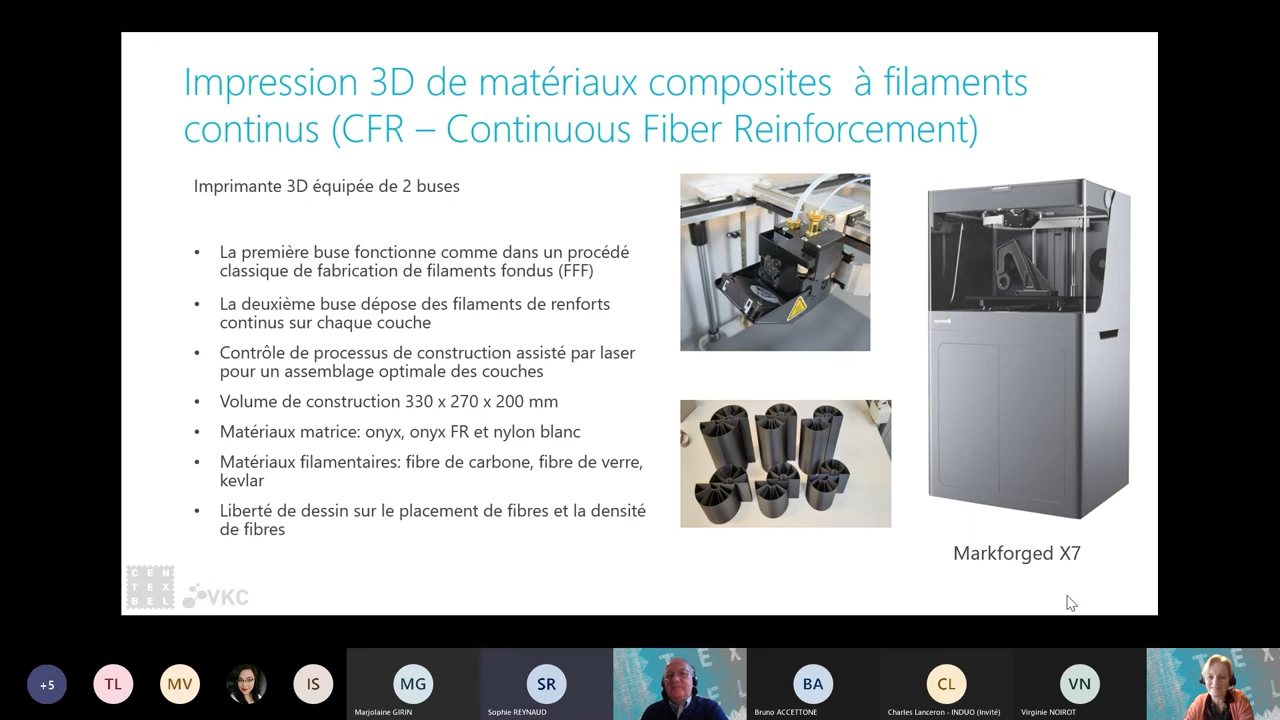 Impression 3D de matériaux composites à filaments
continus (CFR – Continuous Fiber Reinforcement)
Imprimante 3D équipée de 2 buses
• La première buse fonctionne comme dans un procédé
classique de fabrication de filaments fondus (FFF)
• La deuxième buse dépose des filaments de renforts
continus sur chaque couche
• Contrôle de processus de construction assisté par laser
pour un assemblage optimale des couches
• Volume de construction 330 x 270 x 200 mm
• Matériaux matrice: onyx, onyx FR et nylon blanc
• Matériaux filamentaires: fibre de carbone, fibre de verre,
kevlar
• Liberté de dessin sur le placement de fibres et la densité
de fibres
Markforged X7
CEN
TEX
BEL
VKC
+5
TL
MV
IS
MG
SR
BA
CL
VN
Marjolaine GIRIN
Sophie REYNAUD
Bruno ACCETTONE
Charles Lanceron - INDUO (Invité)
Virginie NOIROT